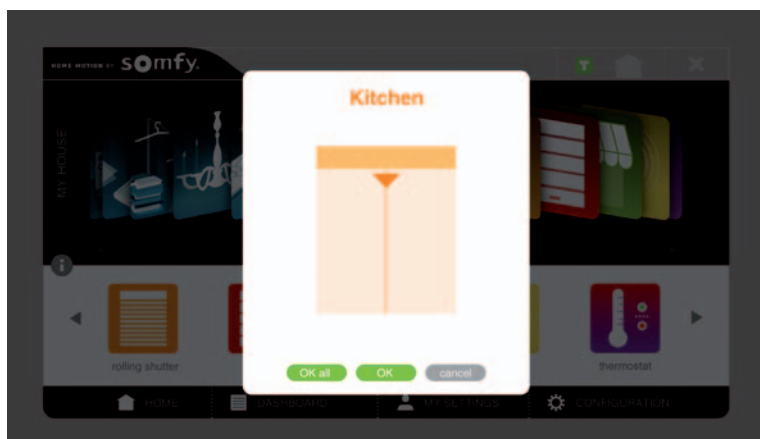 HOME MOTION BY somfy.
T
Kitchen
MY HOUSE
i
rolling shutter
thermostat
OK all
OK
cancel
HOME
DASHBOARD
MY SETTINGS
CONFIGURATION